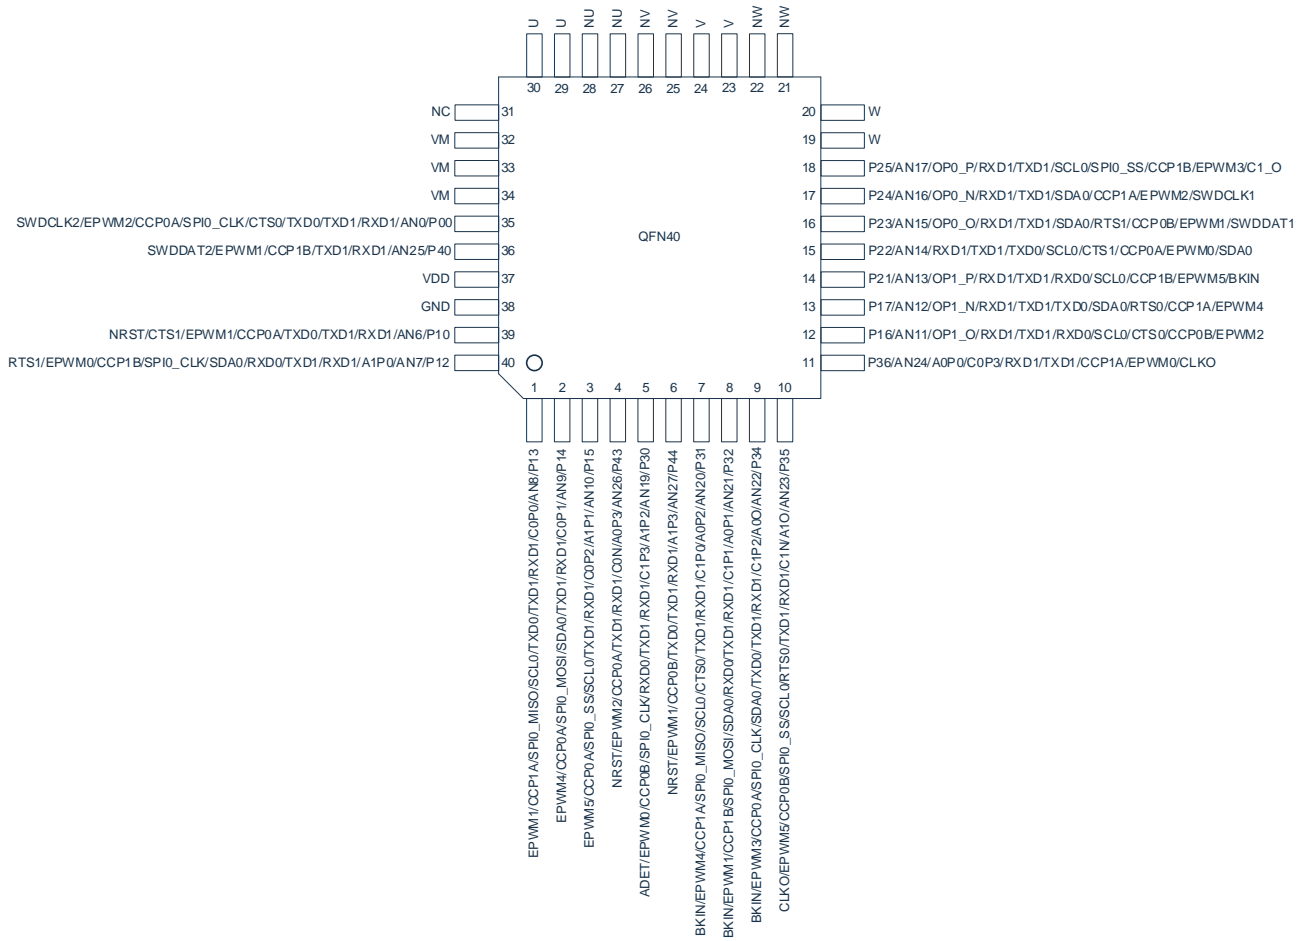 U
U
NU
NU
NV
NV
V
V
NW
NW
30
29
28
27
26
25
24
23
22
21
NC 31
VM 32
VM 33
VM 34
SWDCLK2/EPWM2/CCP0A/SPI0_CLK/CTS0/TXD0/TXD1/RXD1/AN0/P00 35
SWDDAT2/EPWM1/CCP1B/TXD1/RXD1/AN25/P40 36
VDD 37
GND 38
NRST/CTS1/EPWM1/CCP0A/TXD0/TXD1/RXD1/AN6/P10 39
RTS1/EPWM0/CCP1B/SPI0_CLK/SDA0/RXD0/TXD1/RXD1/A1P0/AN7/P12 40
QFN40
20 W
19 W
18 P25/AN17/OP0_P/RXD1/TXD1/SCL0/SPI0_SS/CCP1B/EPWM3/C1_O
17 P24/AN16/OP0_N/RXD1/TXD1/SDA0/CCP1A/EPWM2/SWDCLK1
16 P23/AN15/OP0_O/RXD1/TXD1/SDA0/RTS1/CCP0B/EPWM1/SWDDAT1
15 P22/AN14/RXD1/TXD1/TXD0/SCL0/CTS1/CCP0A/EPWM0/SDA0
14 P21/AN13/OP1_P/RXD1/TXD1/RXD0/SCL0/CCP1B/EPWM5/BKIN
13 P17/AN12/OP1_N/RXD1/TXD1/TXD0/SDA0/RTS0/CCP1A/EPWM4
12 P16/AN11/OP1_O/RXD1/TXD1/RXD0/SCL0/CTS0/CCP0B/EPWM2
11 P36/AN24/A0P0/C0P3/RXD1/TXD1/CCP1A/EPWM0/CLKO
1
2
3
4
5
6
7
8
9
10
EPWM1/CCP1A/SPI0_MISO/SCL0/TXD0/TXD1/RXD1/C0P0/AN8/P13
EPWM4/CCP0A/SPI0_MOSI/SDA0/TXD1/RXD1/C0P1/AN9/P14
EPWM5/CCP0A/SPI0_SS/SCL0/TXD1/RXD1/C0P2/A1P1/AN10/P15
NRST/EPWM2/CCP0A/TXD1/RXD1/C0N/A0P3/AN26/P43
ADET/EPWM0/CCP0B/SPI0_CLK/RXD0/TXD1/RXD1/C1P3/A1P2/AN19/P30
NRST/EPWM1/CCP0B/TXD0/TXD1/RXD1/A1P3/AN27/P44
BKIN/EPWM4/CCP1A/SPI0_MISO/SCL0/CTS0/TXD1/RXD1/C1P0/A0P2/AN20/P31
BKIN/EPWM1/CCP1B/SPI0_MOSI/SDA0/RXD0/TXD1/RXD1/C1P1/A0P1/AN21/P32
BKIN/EPWM3/CCP0A/SPI0_CLK/SDA0/TXD0/TXD1/RXD1/C1P2/A0O/AN22/P34
CLKO/EPWM5/CCP0B/SPI0_SS/SCL0/RTS0/TXD1/RXD1/C1N/A1O/AN23/P35